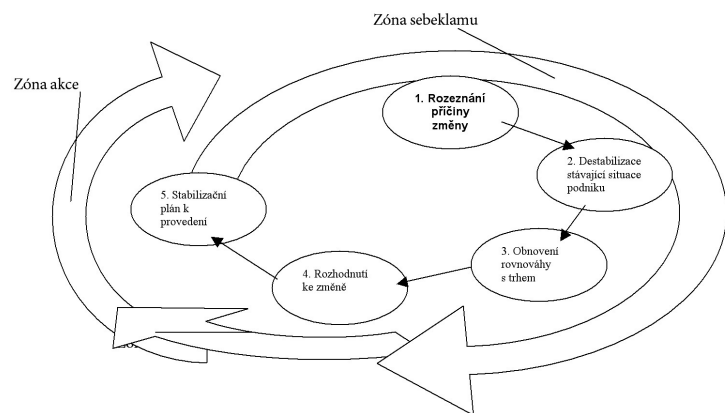 Zóna sebeklamu
Zóna akce
1. Rozeznání
příčiny
změny
2. Destabilizace
stávající situace
podniku
3. Obnovení
rovnováhy
s trhem
4. Rozhodnutí
ke změně
5. Stabilizační
plán k
provedení